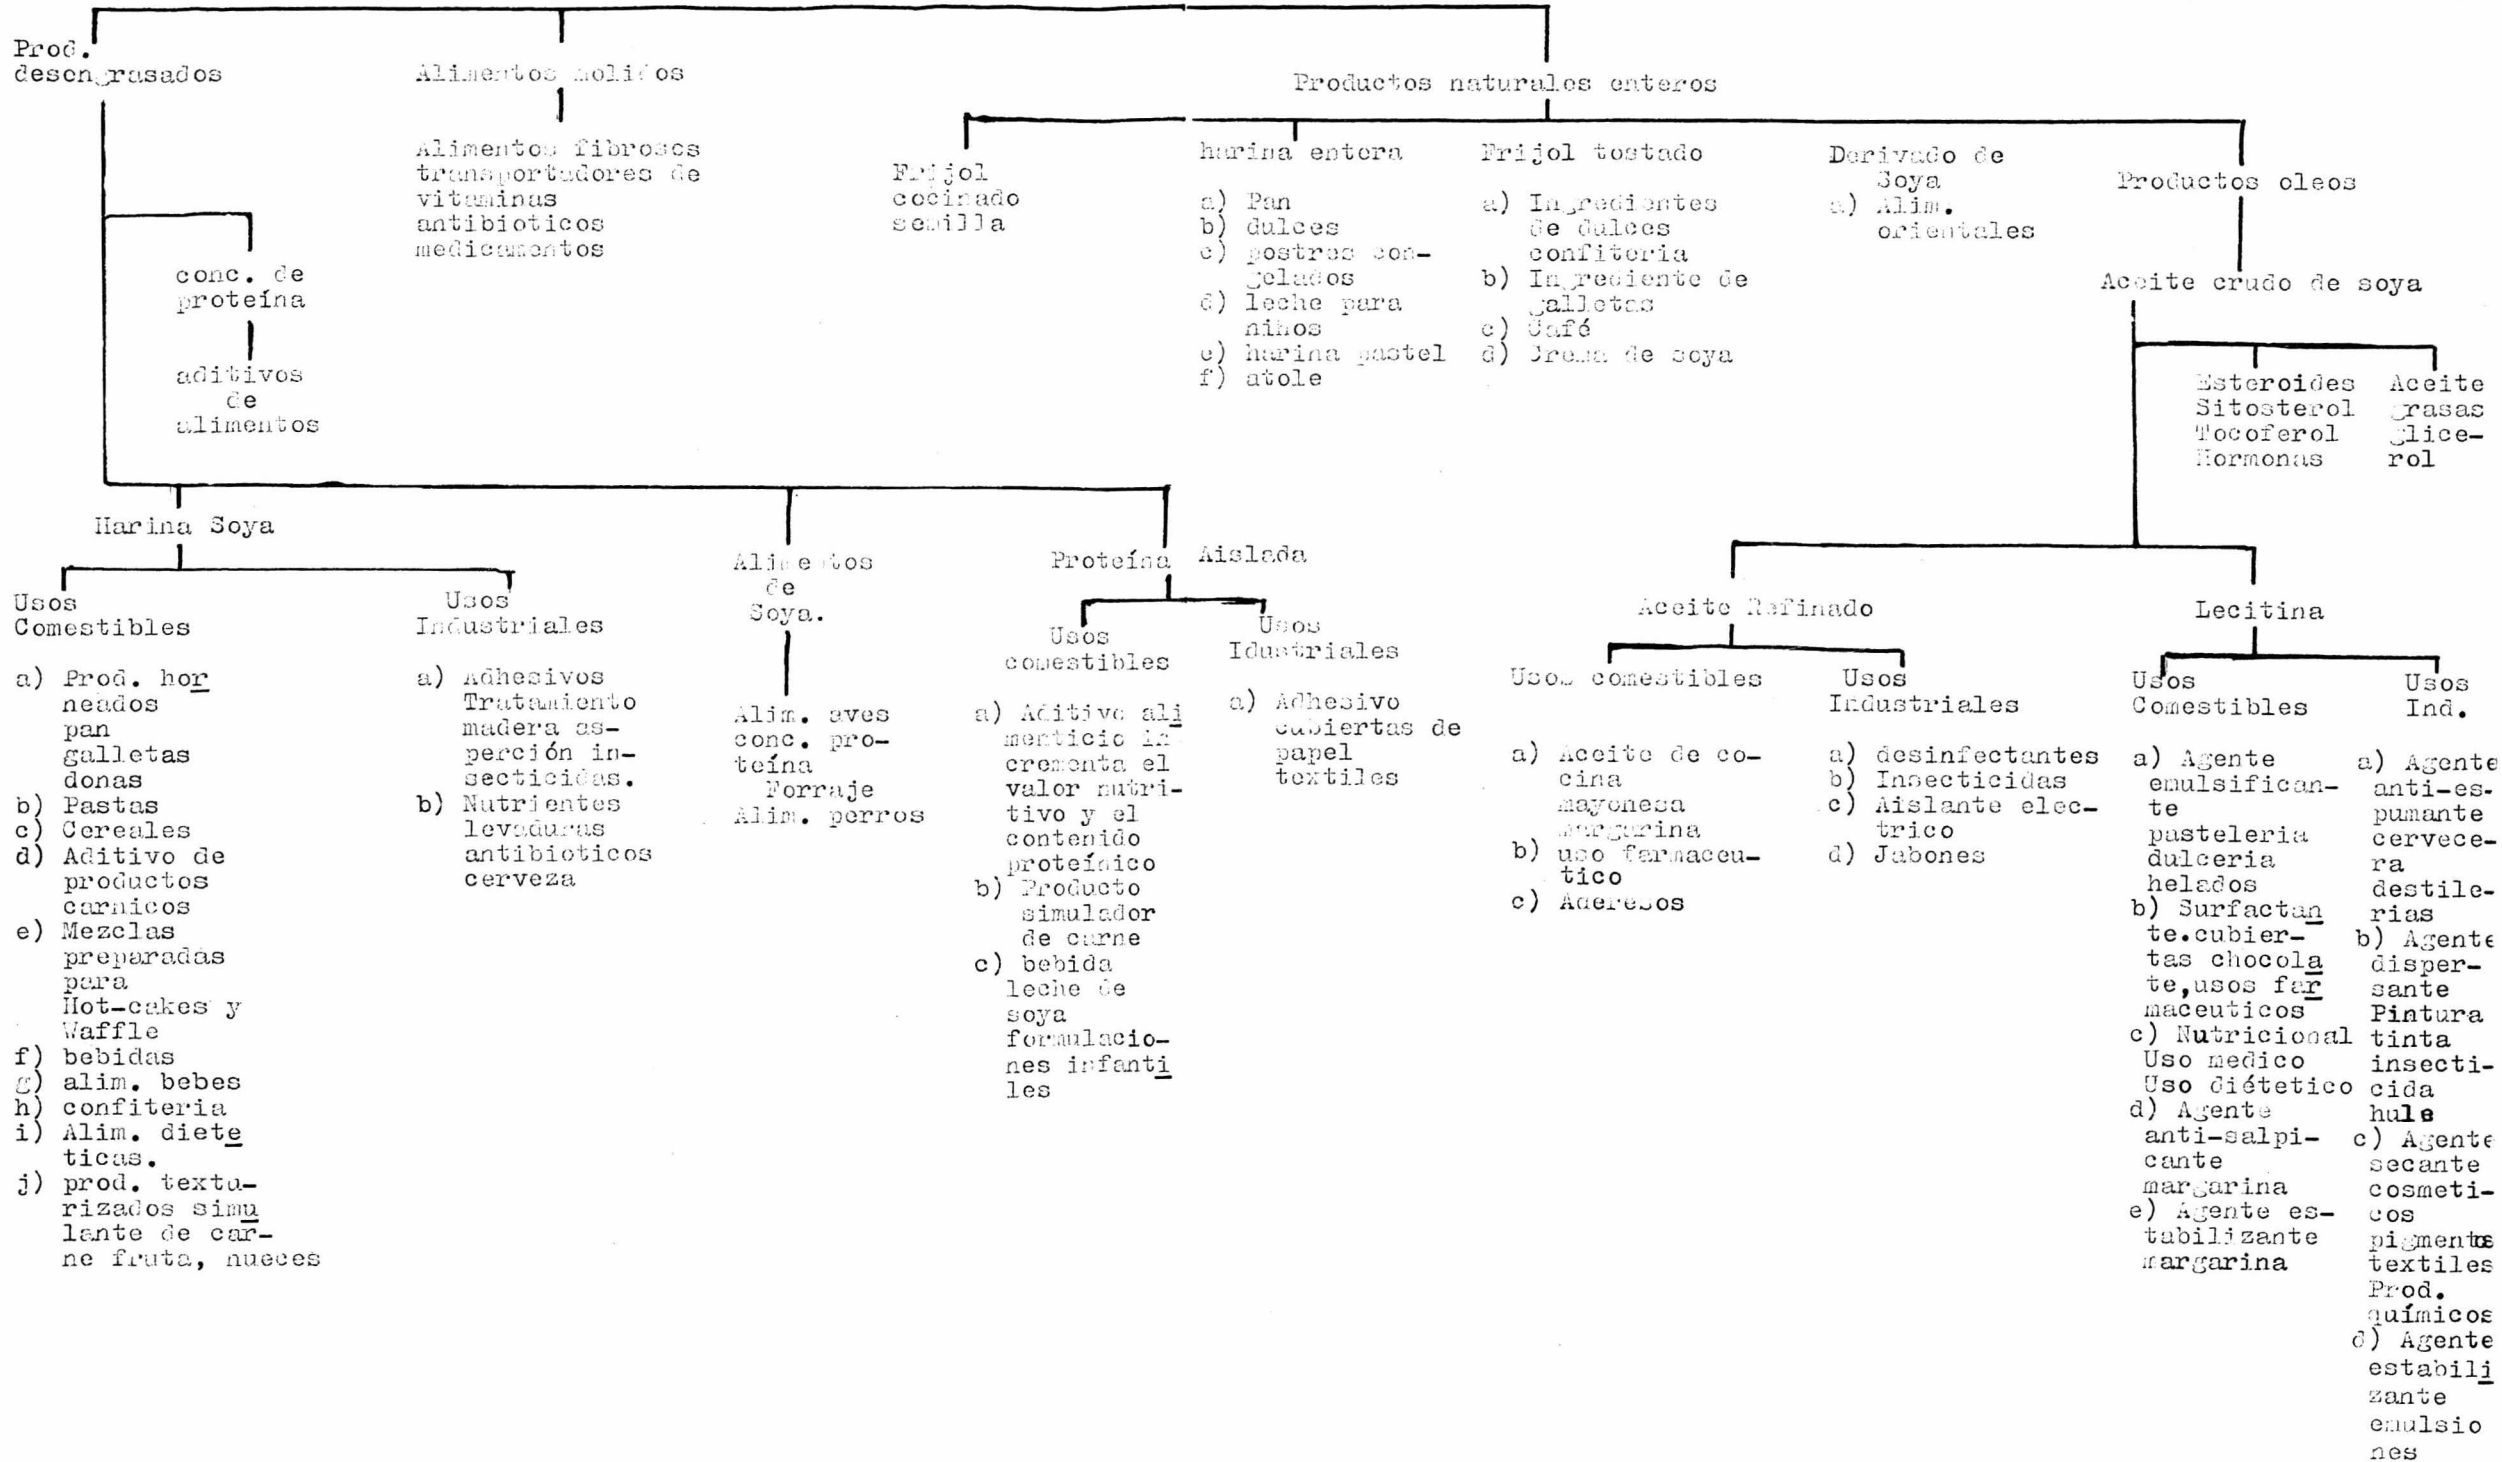 Prod.
desengrasados
Alimentos molidos
Productos naturales enteros
Alimentos fibrosos
transportadores de
vitaminas
antibioticos
medicamentos
Frijol
cocinado
semilla
harina entera
a) Pan
b) dulces
c) postres con-
gelados
d) leche para
niños
e) harina pastel
f) atole
Frijol tostado
a) Ingredientes
de dulces
confiteria
b) Ingrediente de
galletas
c) Café
d) Crema de soya
Derivado de
Soya
a) Alim.
orientales
Productos oleos
Aceite crudo de soya
Esteroides
Sitosterol
Tocoferol
Hormonas
Aceite
grasas
glice-
rol
conc. de
proteína
aditivos
de
alimentos
Harina Soya
Usos
Comestibles
a) Prod. hor
neados
pan
galletas
donas
b) Pastas
c) Cereales
d) Aditivo de
productos
carnicos
e) Mezclas
preparadas
para
Hot-cakes y
Waffle
f) bebidas
g) alim. bebes
h) confiteria
i) Alim. diete
ticas.
j) prod. textu-
rizados simu
lante de car-
ne fruta, nueces
Usos
Industriales
a) Adhesivos
Tratamiento
madera as-
perción in-
secticidas.
b) Nutrientes
levaduras
antibioticos
cerveza
Alimentos
de
Soya.
Alim. aves
conc. pro-
teína
Forraje
Alim. perros
Proteína Aislada
Usos
comestibles
a) Aditivo ali
menticio in
crementa el
valor nutri-
tivo y el
contenido
proteínico
b) Producto
simulador
de carne
c) bebida
leche de
soya
formulacio-
nes infanti
les
Usos
Idustriales
a) Adhesivo
cubiertas de
papel
textiles
Aceite Refinado
Usos comestibles
a) Aceite de co-
cina
mayonesa
margarina
b) uso farmaceu-
tico
c) Aderesos
Usos
Industriales
a) desinfectantes
b) Insecticidas
c) Aislante elec-
trico
d) Jabones
Lecitina
Usos
Comestibles
a) Agente
emulsifican-
te
pasteleria
dulceria
helados
b) Surfactan
te.cubier-
tas chocola
te,usos far
maceuticos
c) Nutricional
Uso medico
Uso diétetico
d) Agente
anti-salpi-
cante
margarina
e) Agente es-
tabilizante
margarina
Usos
Ind.
a) Agente
anti-es-
pumante
cervece-
ra
destile-
rias
b) Agente
disper-
sante
Pintura
tinta
insecti-
cida
hule
c) Agente
secante
cosmeti-
cos
pigmentos
textiles
Prod.
químicos
d) Agente
estabili
zante
emulsio
nes